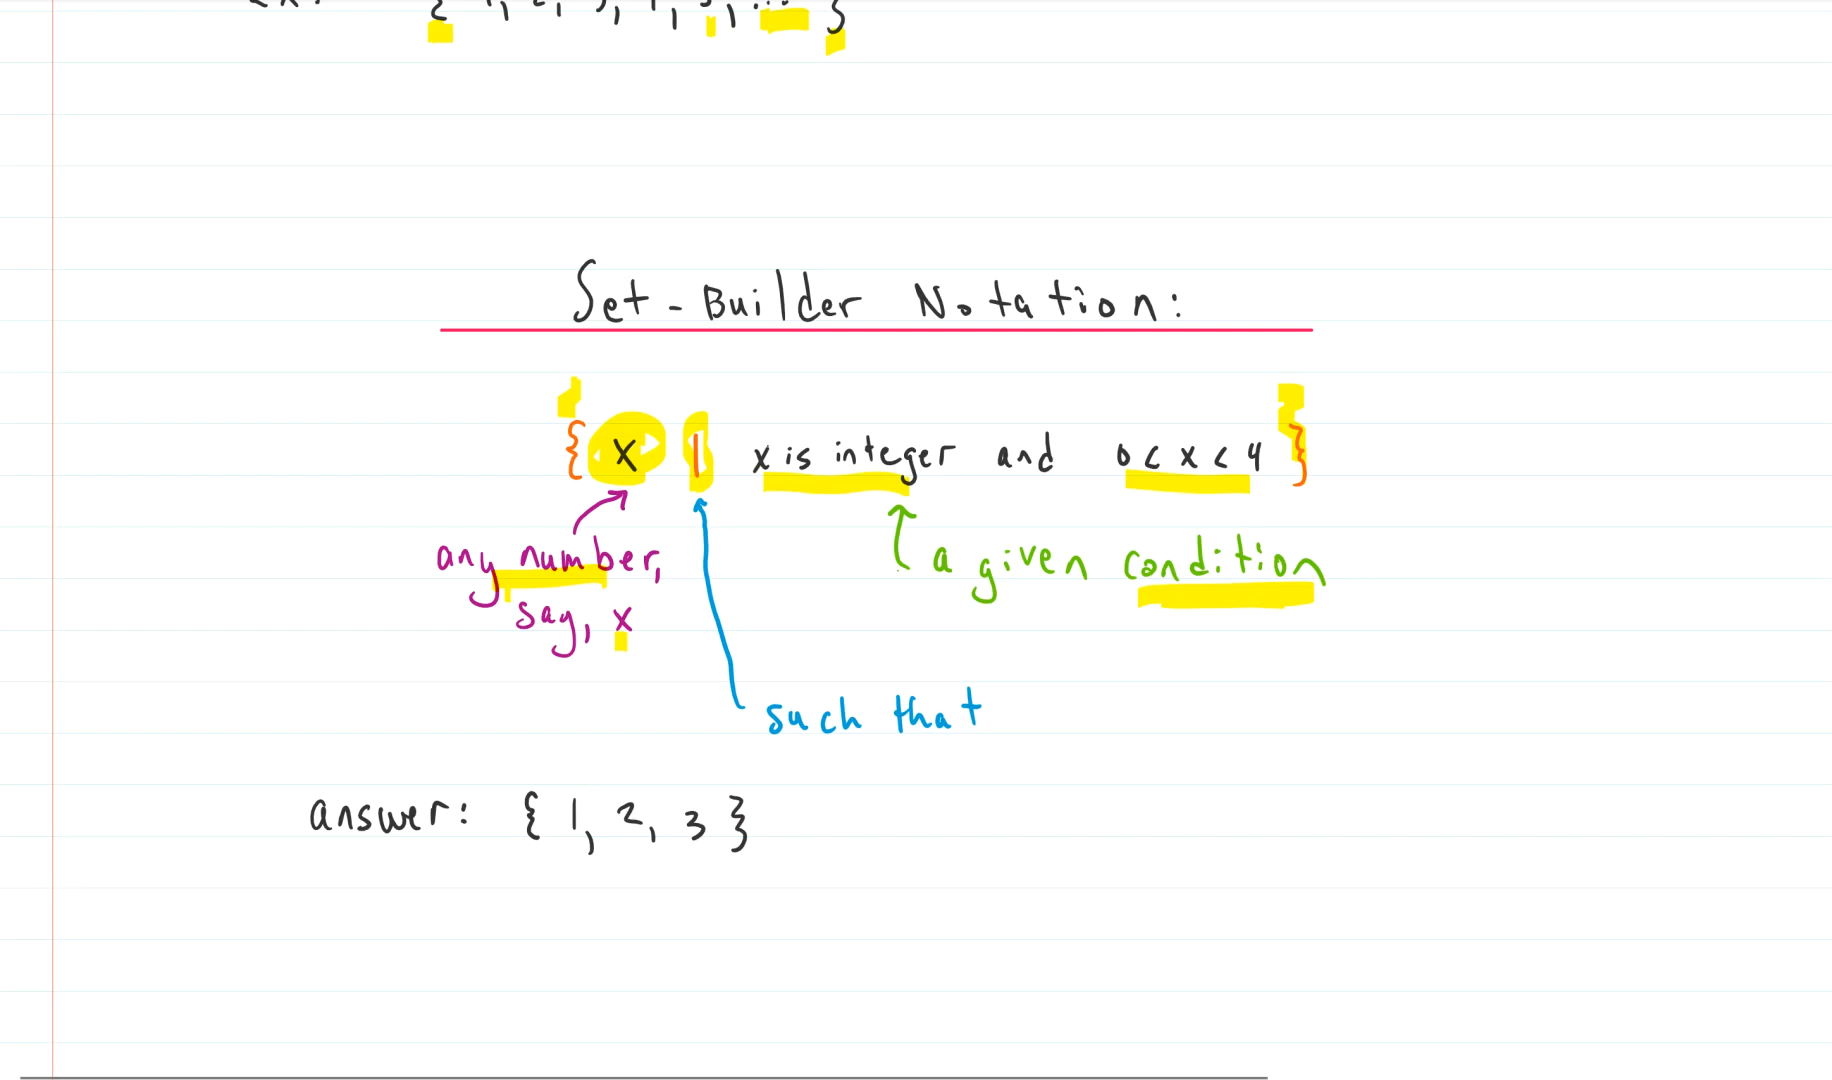 Set-Builder Notation:
{ x | x is integer and 0 < x < 4 }
any number,
say, x
a given condition
such that
answer: { 1, 2, 3 }